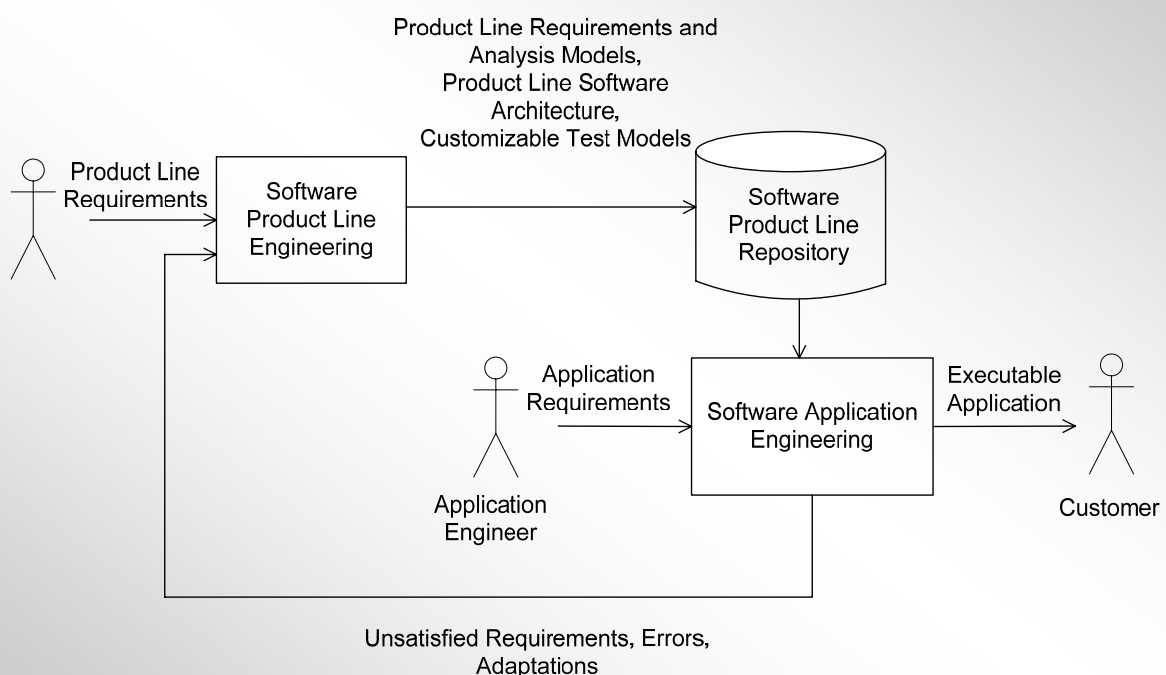 Product Line Requirements and
Analysis Models,
Product Line Software
Architecture,
Customizable Test Models
Product Line
Requirements
Software
Product Line
Engineering
Software
Product Line
Repository
Application
Requirements
Software Application
Engineering
Executable
Application
Application
Engineer
Customer
Unsatisfied Requirements, Errors,
Adaptations